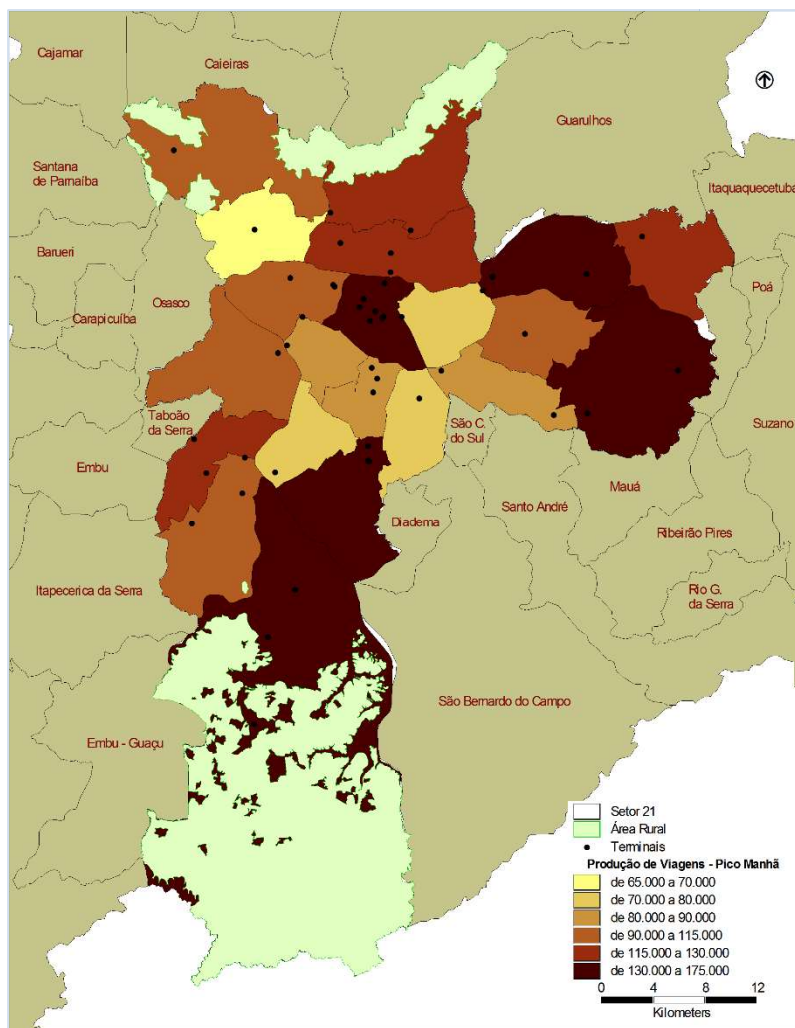 Cajamar
Caieiras
Guarulhos
Santana
de Parnaíba
Itaquaquecetuba
Barueri
Poá
Osasco
Carapicuíba
Taboão
da Serra
São C.
do Sul
Suzano
Embu
Mauá
Santo André
Diadema
Ribeirão Pires
Itapecerica da Serra
Rio G.
da Serra
São Bernardo do Campo
Embu - Guaçu
Setor 21
Área Rural
Terminais
Produção de Viagens - Pico Manhã
de 65.000 a 70.000
de 70.000 a 80.000
de 80.000 a 90.000
de 90.000 a 115.000
de 115.000 a 130.000
de 130.000 a 175.000
0 4 8 12
Kilometers